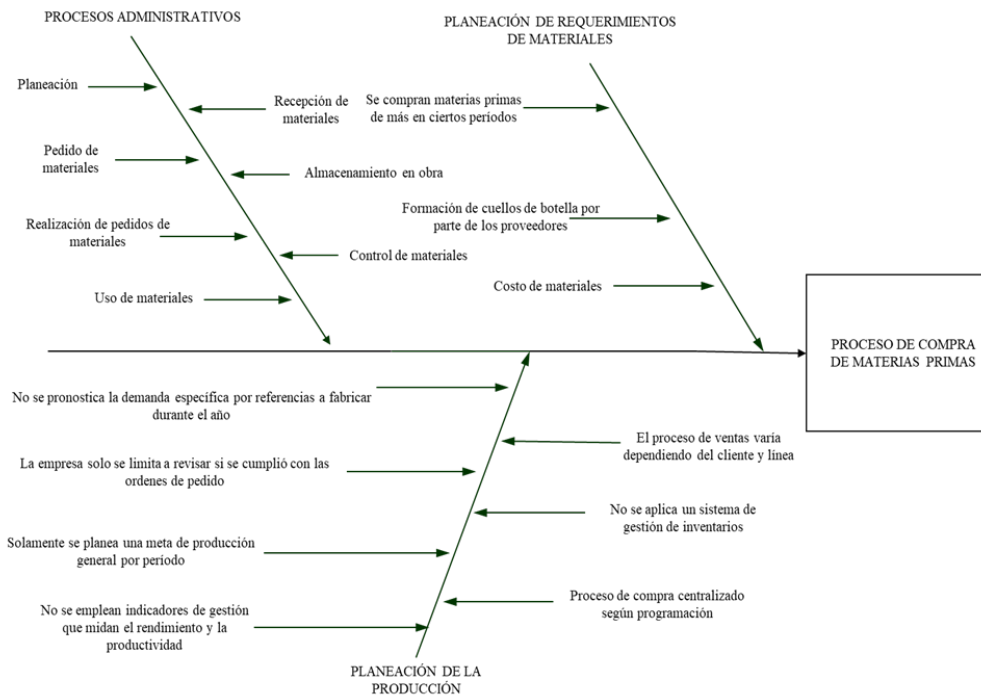 PROCESOS ADMINISTRATIVOS
PLANEACIÓN DE REQUERIMIENTOS
DE MATERIALES
Planeación
Recepción de
materiales
Se compran materias primas
de más en ciertos períodos
Pedido de
materiales
Almacenamiento en obra
Realización de pedidos de
materiales
Formación de cuellos de botella por
parte de los proveedores
Control de materiales
Uso de materiales
Costo de materiales
PROCESO DE COMPRA
DE MATERIAS PRIMAS
No se pronostica la demanda específica por referencias a fabricar
durante el año
El proceso de ventas varía
dependiendo del cliente y línea
La empresa solo se limita a revisar si se cumplió con las
ordenes de pedido
No se aplica un sistema de
gestión de inventarios
Solamente se planea una meta de producción
general por período
Proceso de compra centralizado
según programación
No se emplean indicadores de gestión
que midan el rendimiento y la
productividad
PLANEACIÓN DE LA
PRODUCCIÓN